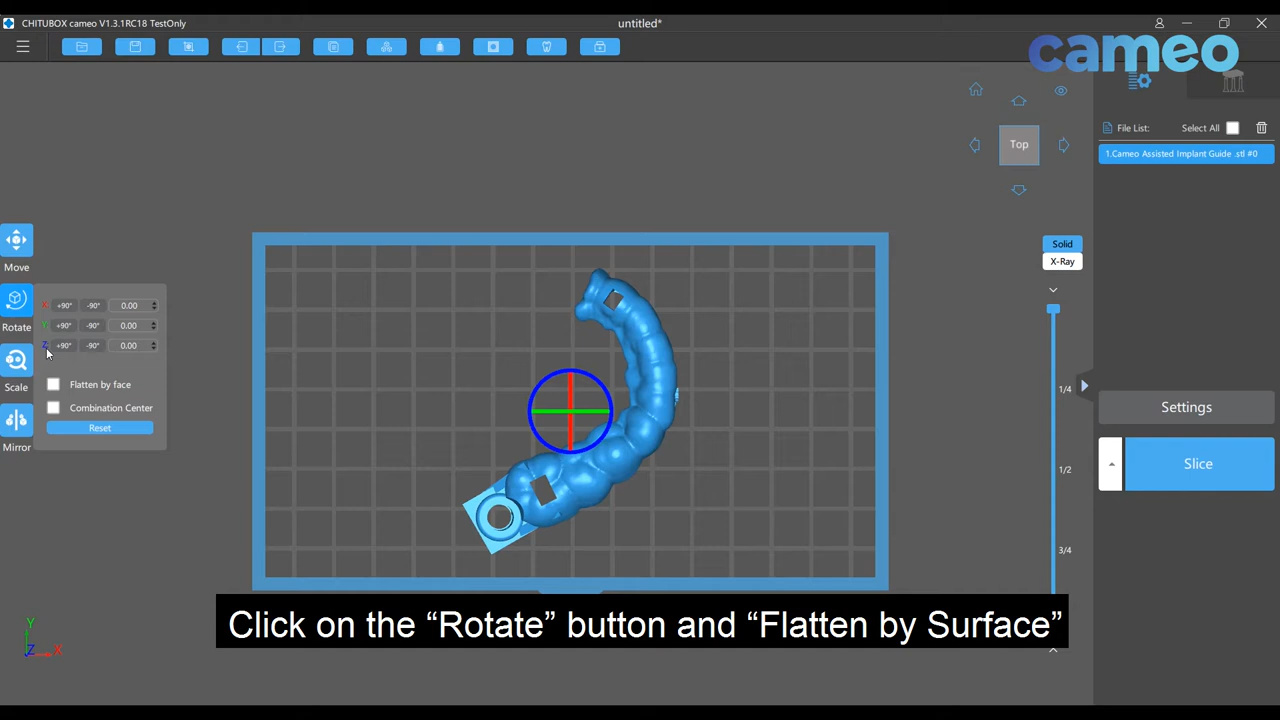 CHITUBOX cameo V1.3.1RC18 TestOnly
untitled*
cameo
Top
File List:
Select All
1.Cameo Assisted Implant Guide .stl #0
Solid
X-Ray
Move
Rotate
X +90° -90° 0.00
Y +90° -90° 0.00
Z +90° -90° 0.00
Flatten by face
Combination Center
Reset
Scale
Mirror
1/4
1/2
3/4
Settings
Slice
Y
Z X
Click on the “Rotate” button and “Flatten by Surface”